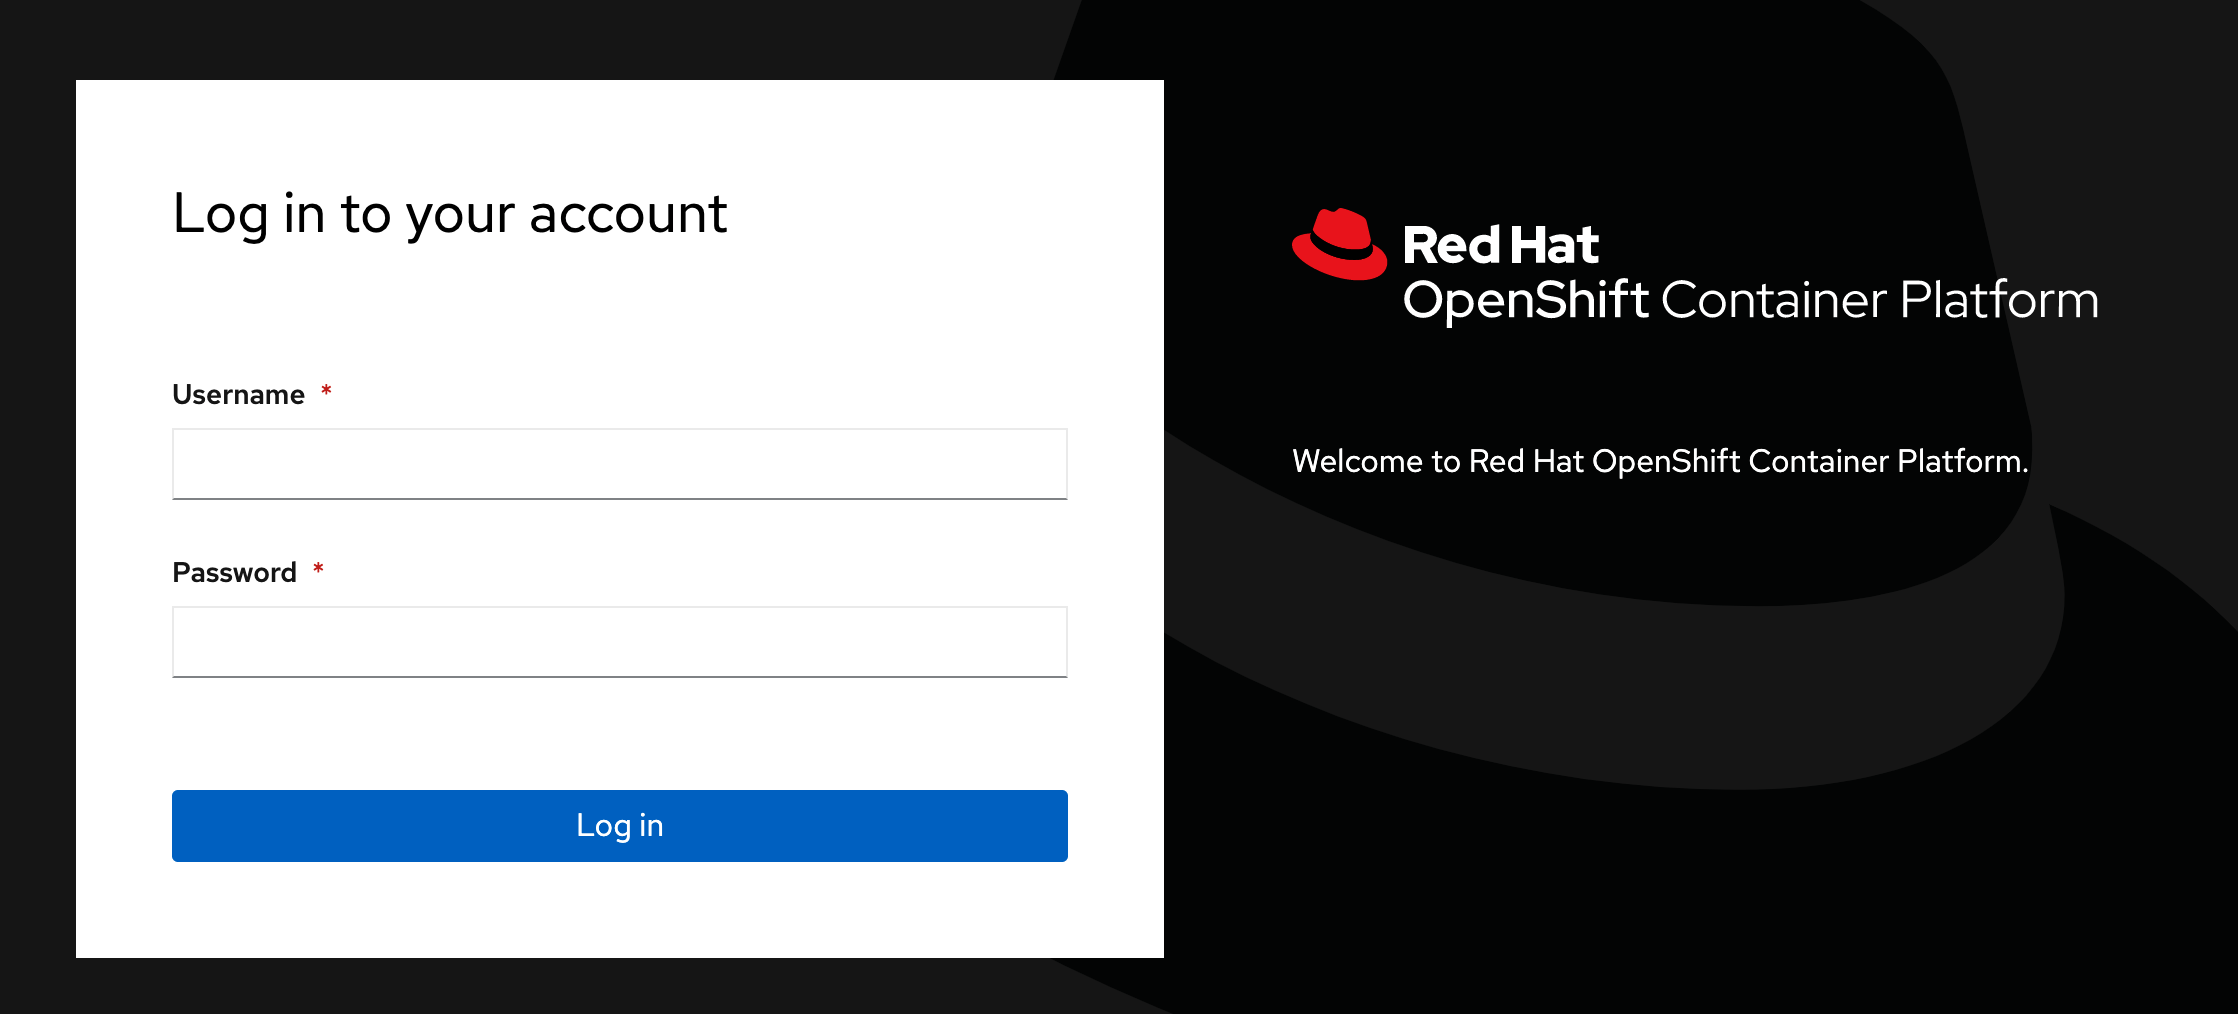 Log in to your account
Username *
Password *
Log in
Red Hat
OpenShift Container Platform
Welcome to Red Hat OpenShift Container Platform.